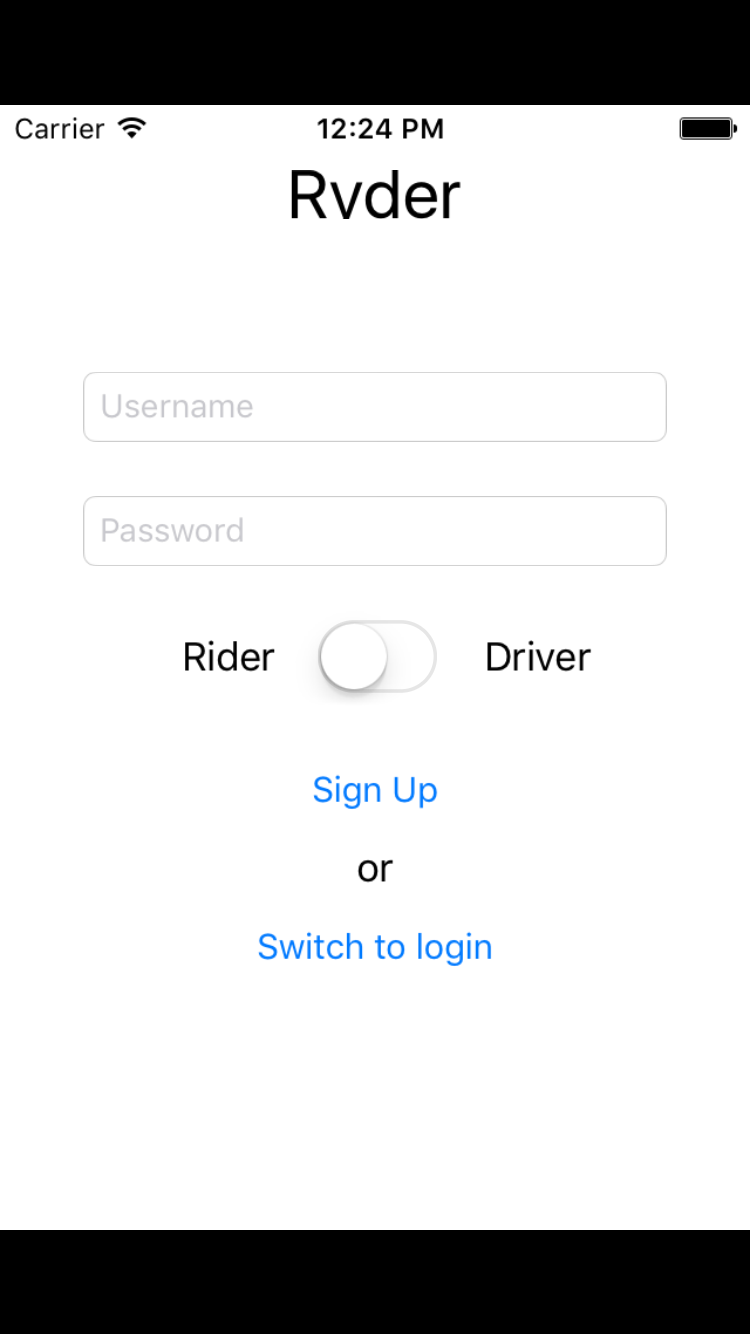 Carrier 12:24 PM
Rvder
Username
Password
Rider Driver
Sign Up
or
Switch to login